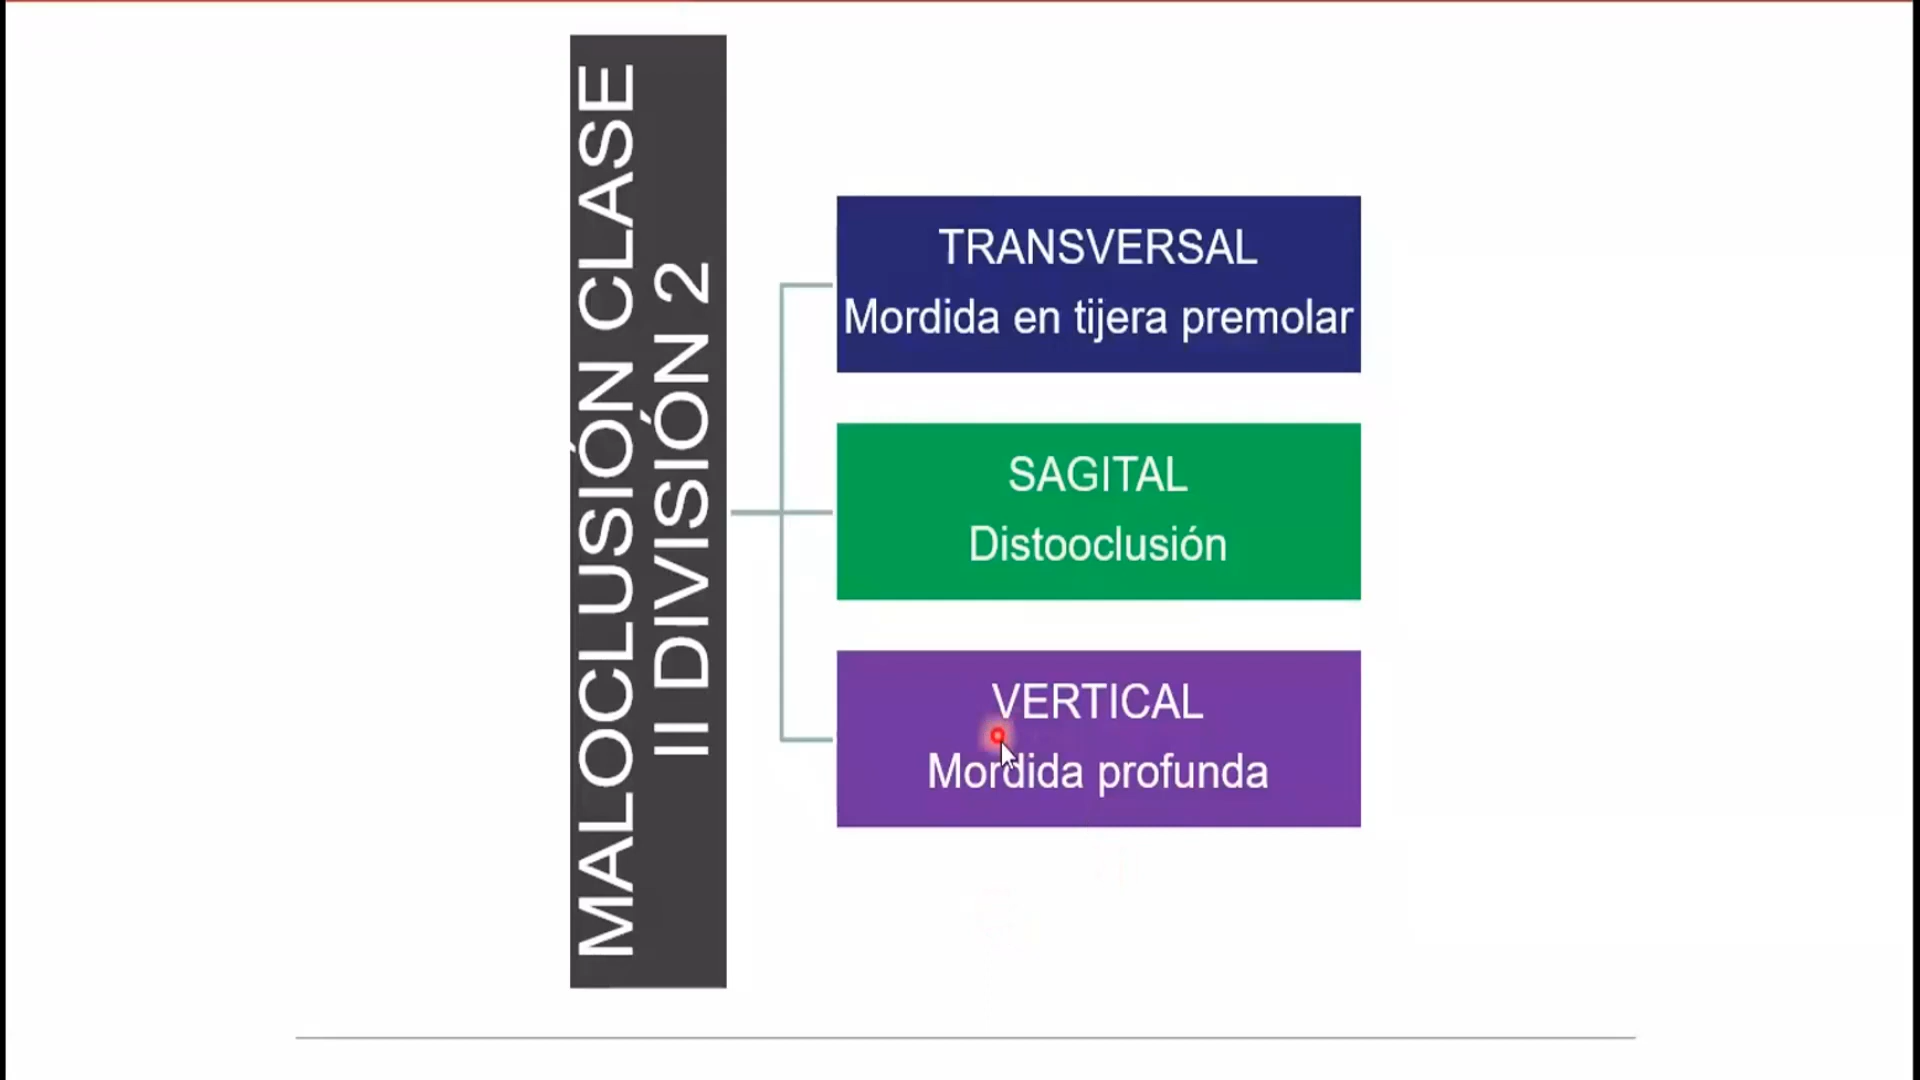 MALOCLUSIÓN CLASE
II DIVISIÓN 2
TRANSVERSAL
Mordida en tijera premolar
SAGITAL
Distooclusión
VERTICAL
Mordida profunda